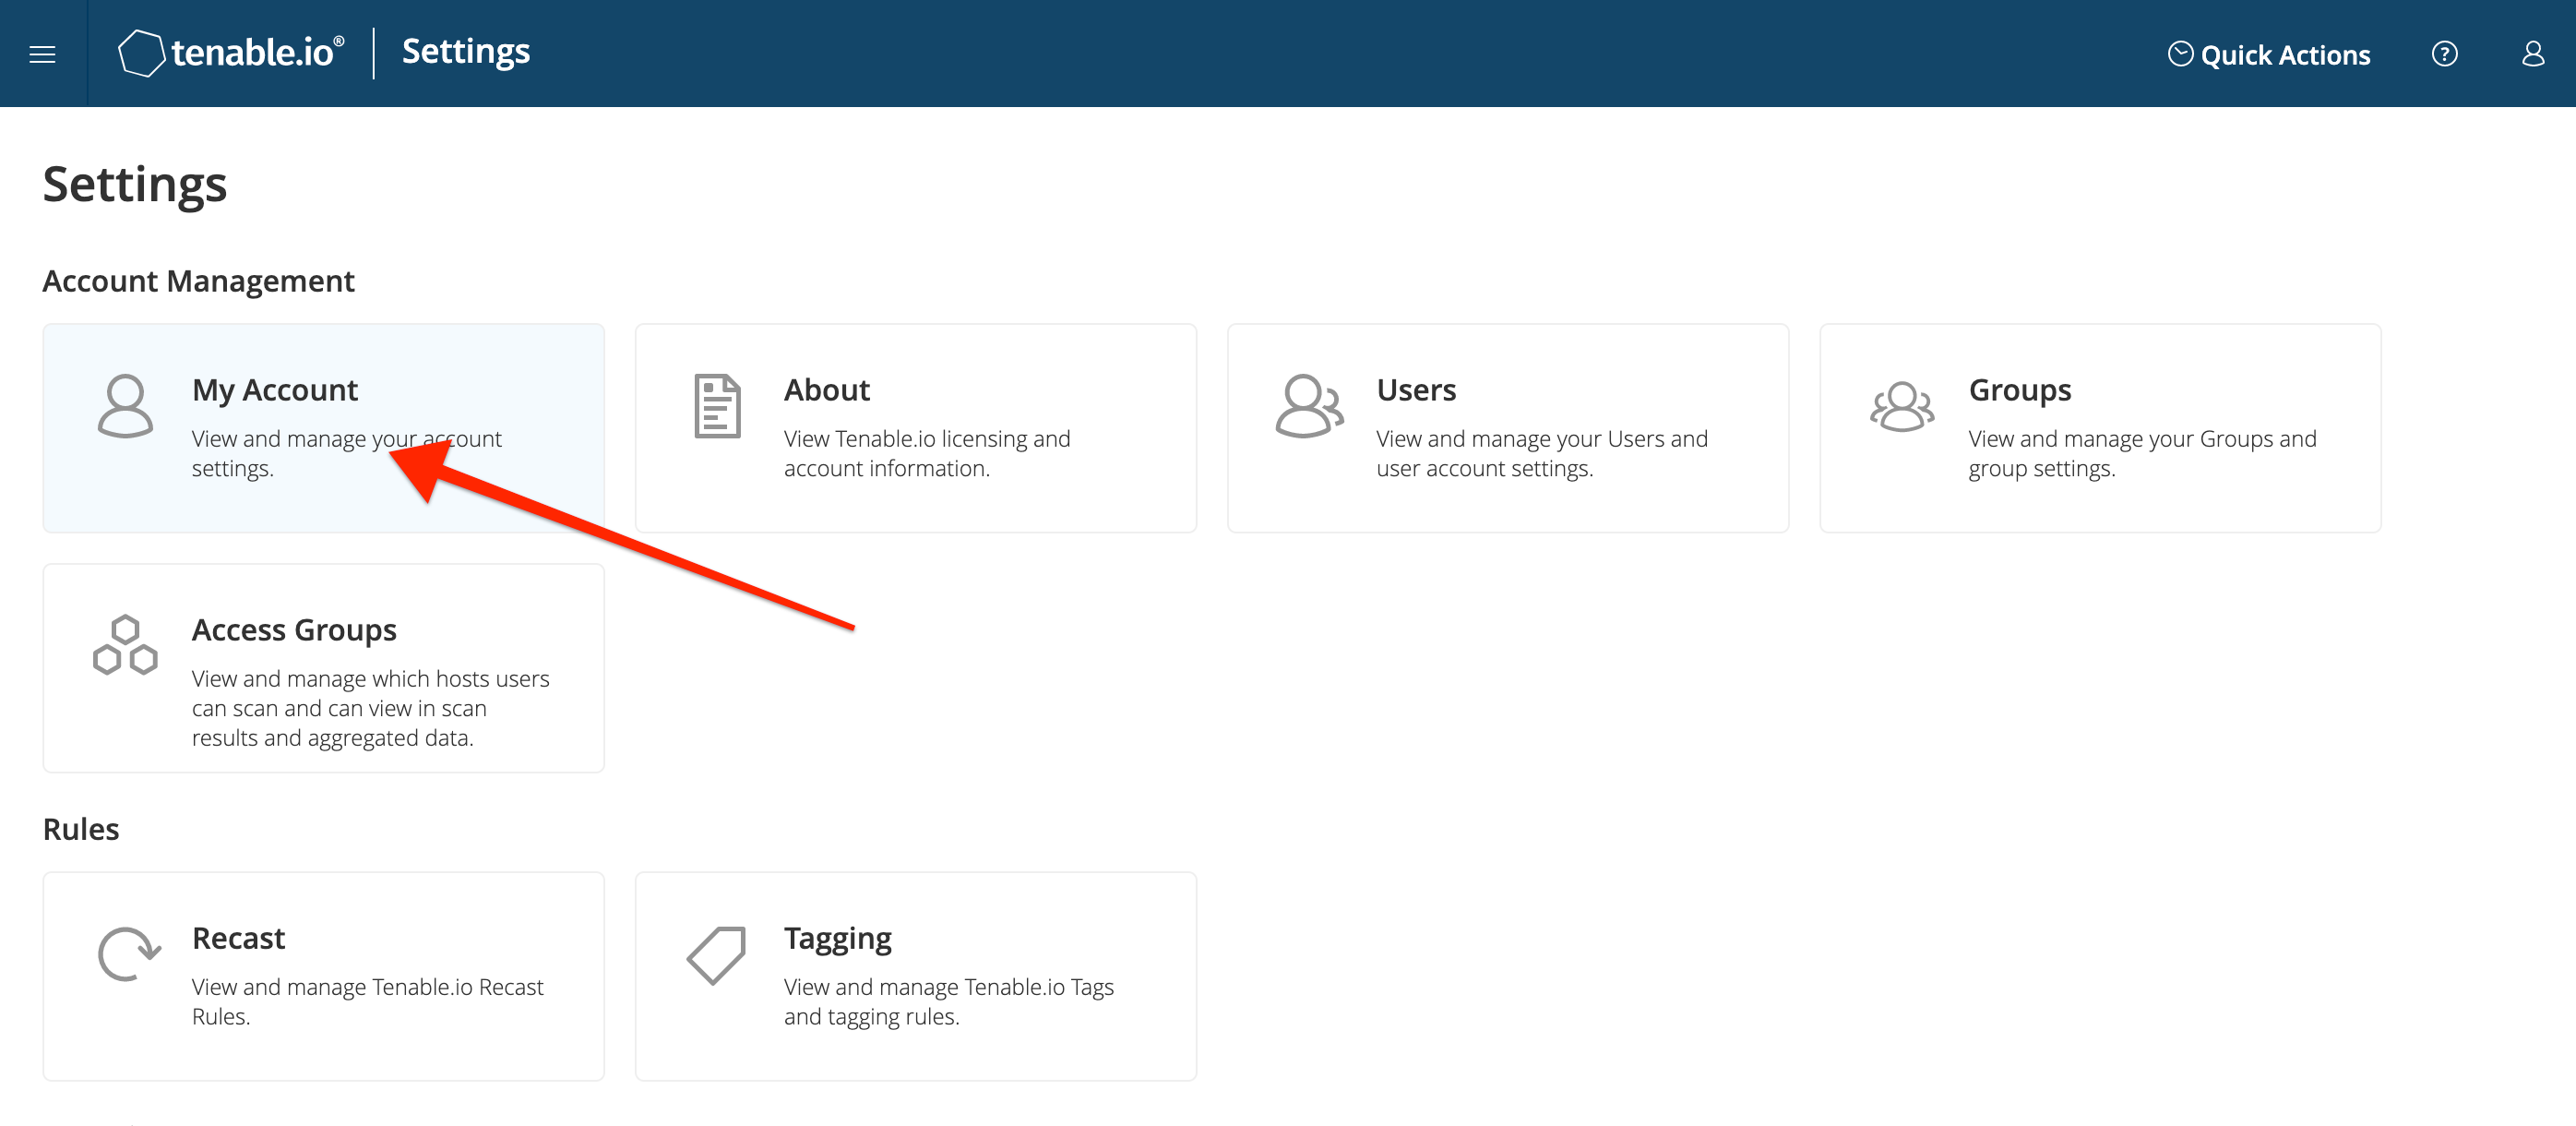 tenable.io®
Settings
Quick Actions
?
Settings
Account Management
My Account
View and manage your account
settings.
About
View Tenable.io licensing and
account information.
Users
View and manage your Users and
user account settings.
Groups
View and manage your Groups and
group settings.
Access Groups
View and manage which hosts users
can scan and can view in scan
results and aggregated data.
Rules
Recast
View and manage Tenable.io Recast
Rules.
Tagging
View and manage Tenable.io Tags
and tagging rules.